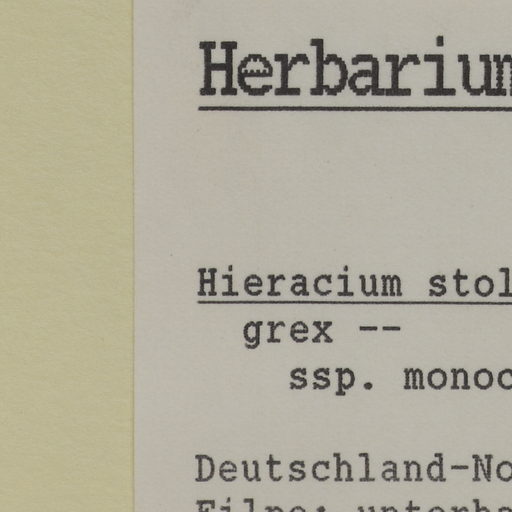 Herbarium
Hieracium stol
grex --
ssp. monoc
Deutschland-No